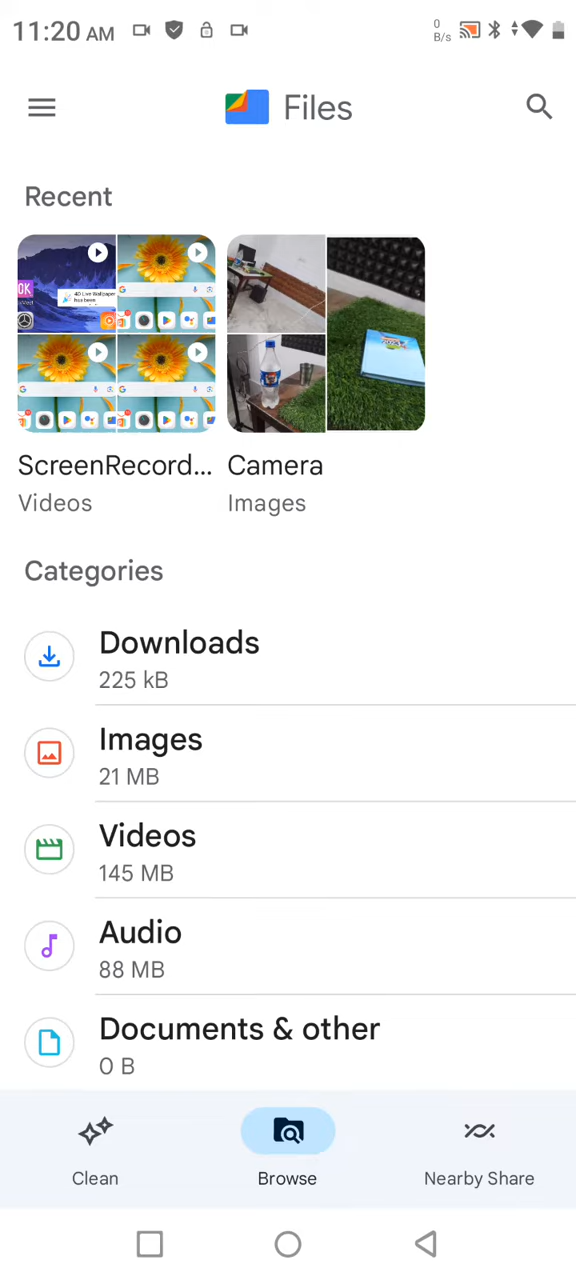 11:20 AM
0
B/s
Files
Recent
ScreenRecord...
Videos
Camera
Images
Categories
Downloads
225 kB
Images
21 MB
Videos
145 MB
Audio
88 MB
Documents & other
0 B
Clean
Browse
Nearby Share